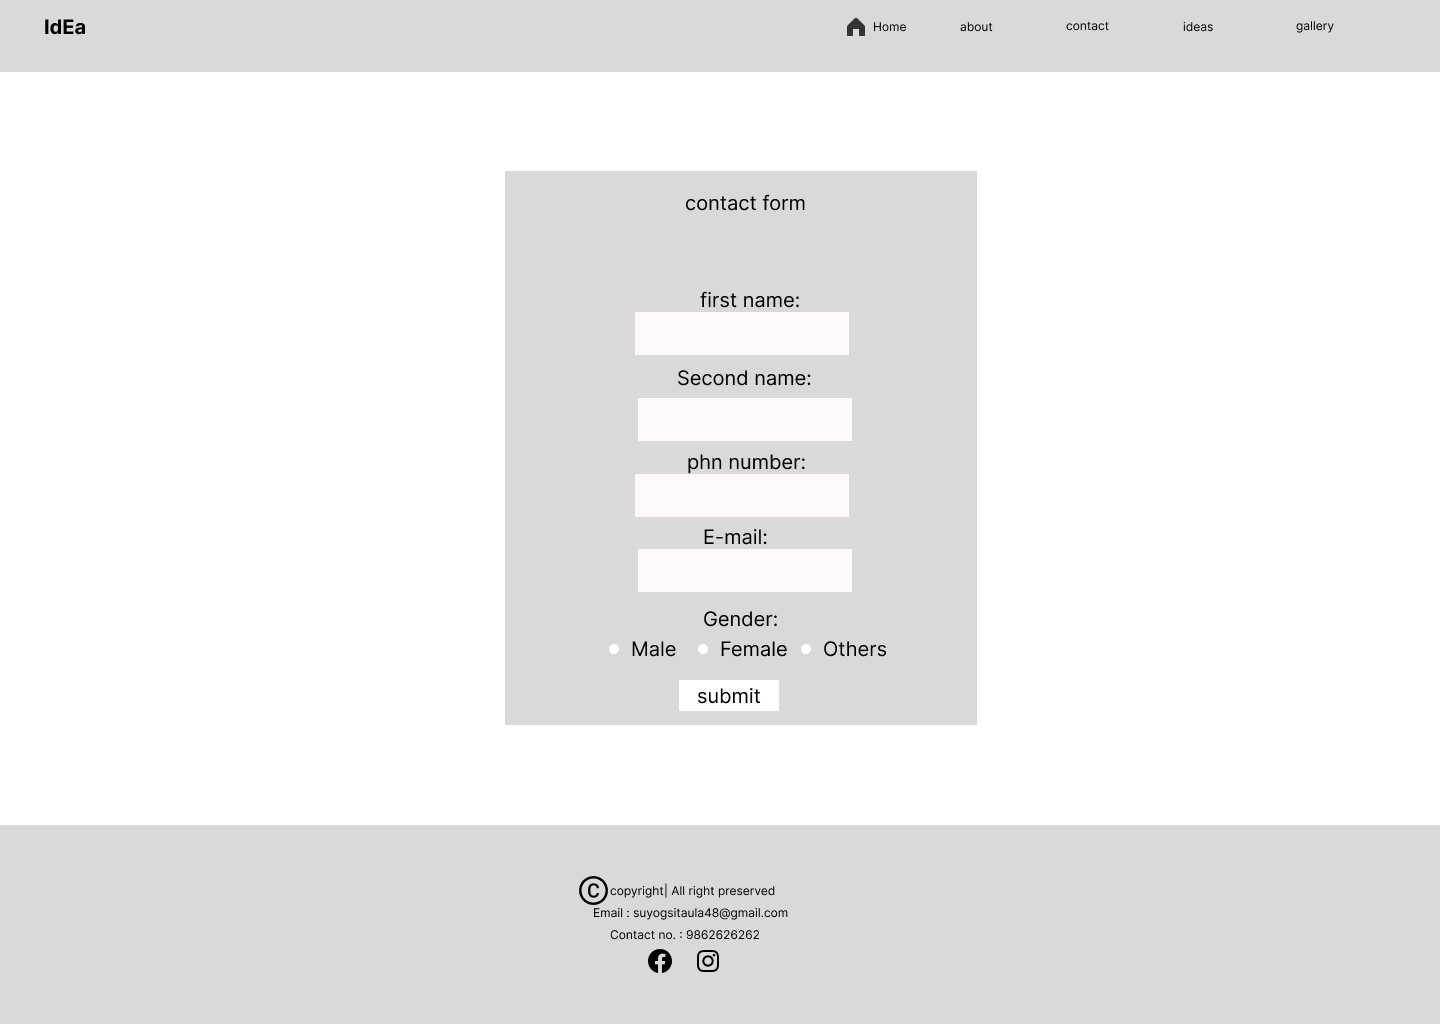 IdEa Home about contact ideas gallery
contact form
first name:
Second name:
phn number:
E-mail:
Gender:
Male Female Others
submit
© copyright| All right preserved
Email : suyogsitaula48@gmail.com
Contact no. : 9862626262